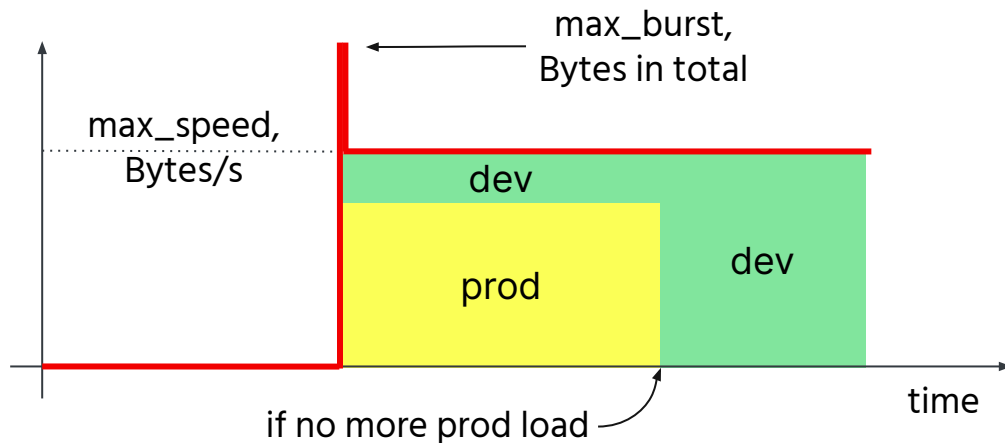 max_burst,
Bytes in total
max_speed,
Bytes/s
dev
dev
prod
time
if no more prod load